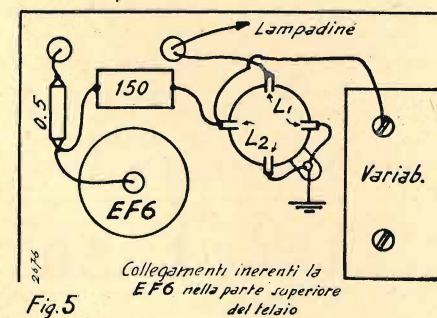 Lampadine
0.5
150
L1
L2
EF6
Variab.
2676
Collegamenti inerenti la
EF6 nella parte superiore
del telaio
Fig.5